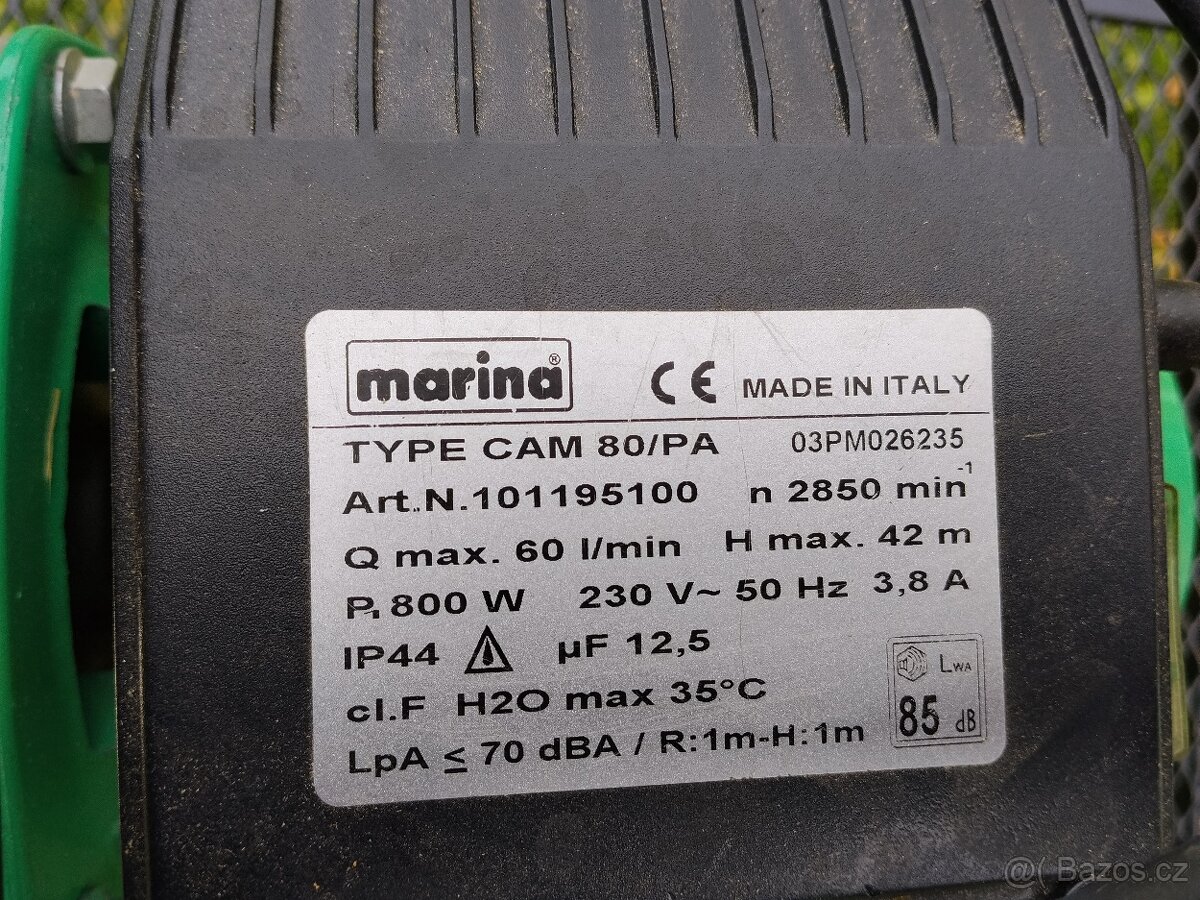 marina® CE MADE IN ITALY
TYPE CAM 80/PA 03PM026235
Art.N.101195100 n 2850 min-1
Q max. 60 l/min H max. 42 m
P1 800 W 230 V~ 50 Hz 3,8 A
IP44 µF 12,5
cl.F H2O max 35°C
LWA
85 dB
LpA ≤ 70 dBA / R:1m-H:1m
@( Bazos.cz